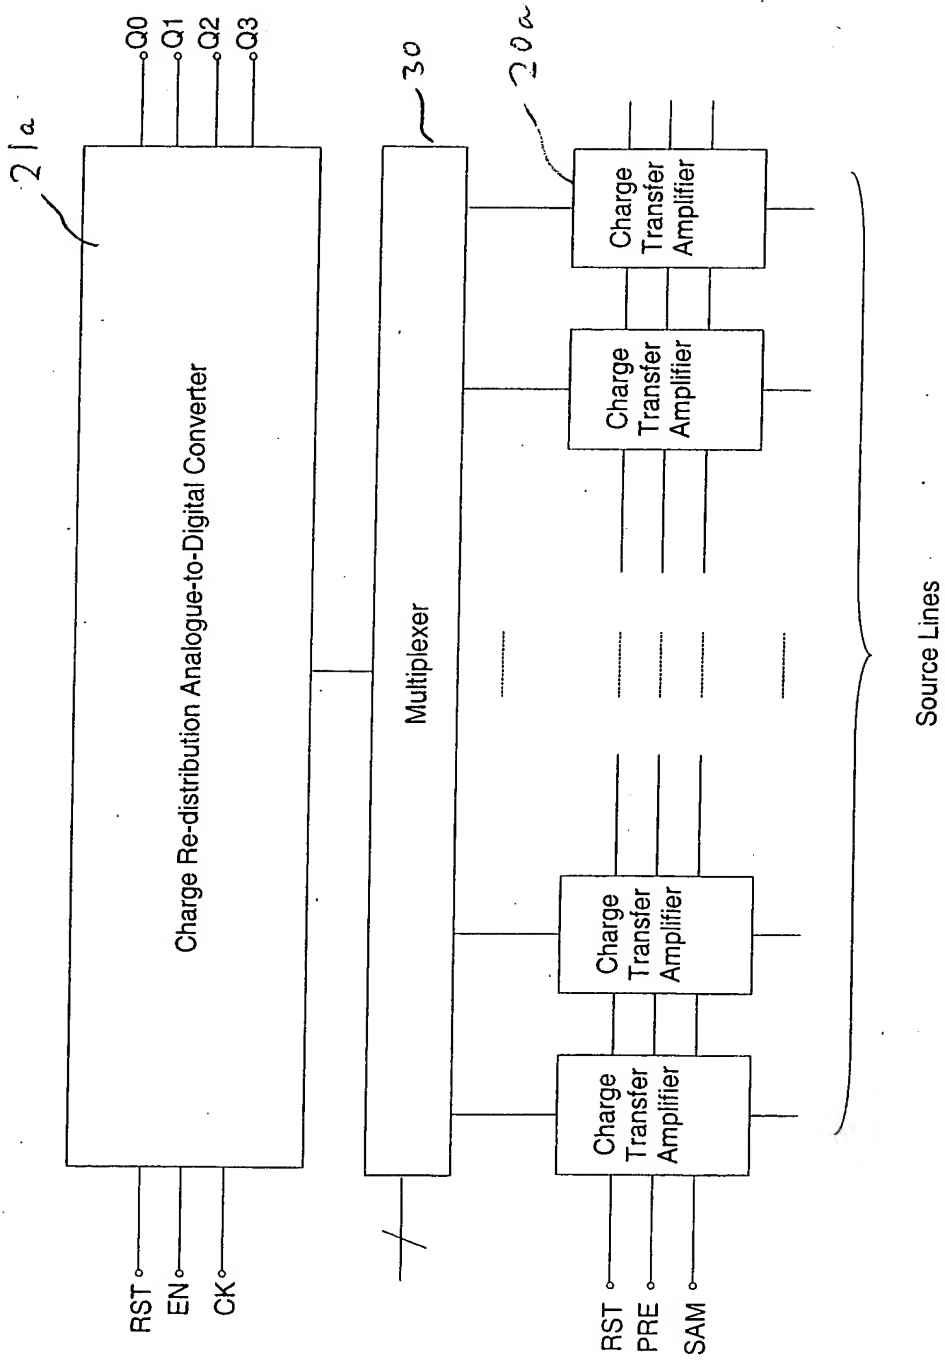 21a
Q0
Q1
Q2
Q3
Charge Re-distribution Analogue-to-Digital Converter
RST
EN
CK
30
Multiplexer
20a
Charge
Transfer
Amplifier
Charge
Transfer
Amplifier
Charge
Transfer
Amplifier
Charge
Transfer
Amplifier
RST
PRE
SAM
Source Lines